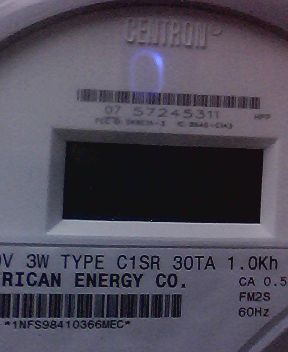 CENTRON
07 57245311 HPP
0V 3W TYPE C1SR 30TA 1.0Kh
RICAN ENERGY CO. CA 0.5
FM2S
60Hz
*1NFS98410366MEC*